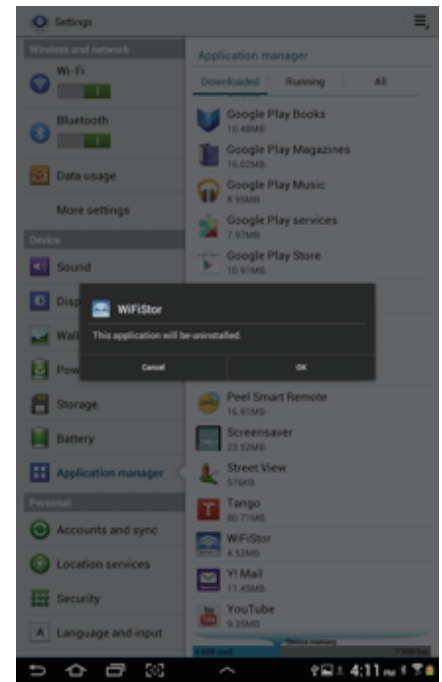 Settings
Wireless and network
Wi-Fi
Bluetooth
Data usage
More settings
Device
Sound
Disp
Wall
Pow
Storage
Battery
Application manager
Personal
Accounts and sync
Location services
Security
Language and input
Application manager
Downloaded Running All
Google Play Books
10.48MB
Google Play Magazines
16.02MB
Google Play Music
8.95MB
Google Play services
7.97MB
Google Play Store
10.91MB
WiFiStor
This application will be uninstalled.
Cancel OK
Peel Smart Remote
16.91MB
Screensaver
23.52MB
Street View
576KB
Tango
80.71MB
WiFiStor
4.52MB
Y! Mail
11.45MB
YouTube
9.35MB
Device memory
4:11 PM